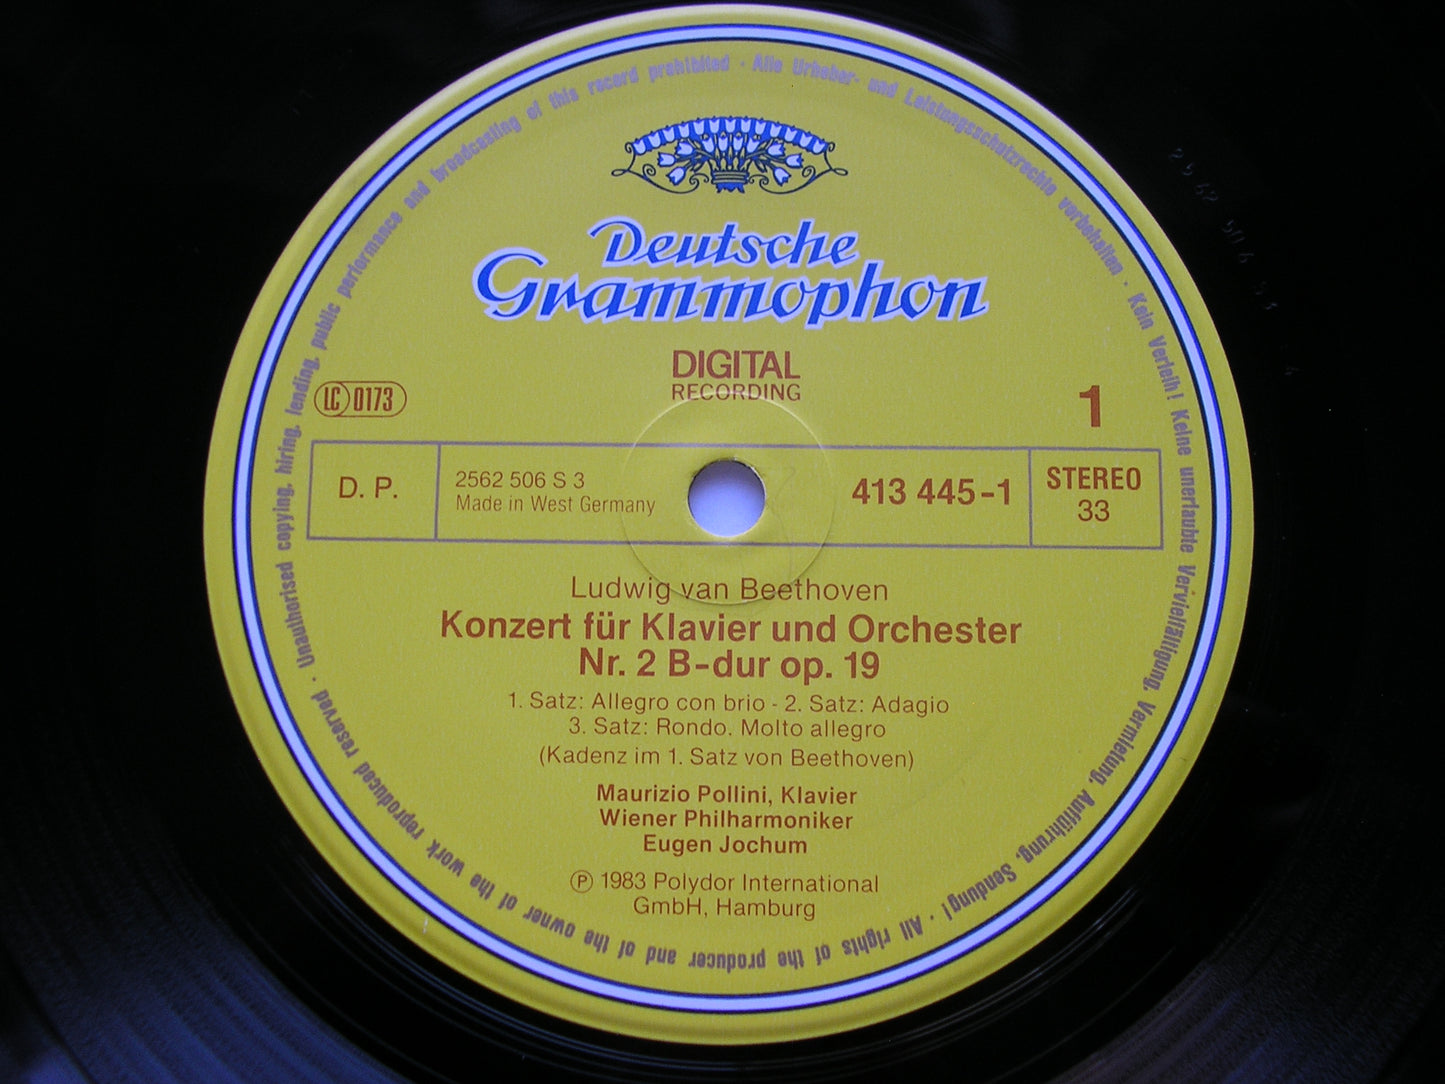 Deutsche
Grammophon
DIGITAL
RECORDING
LC 0173
1
D. P.
2562 506 S 3
Made in West Germany
413 445-1
STEREO
33
Ludwig van Beethoven
Konzert für Klavier und Orchester
Nr. 2 B-dur op. 19
1. Satz: Allegro con brio - 2. Satz: Adagio
3. Satz: Rondo. Molto allegro
(Kadenz im 1. Satz von Beethoven)
Maurizio Pollini, Klavier
Wiener Philharmoniker
Eugen Jochum
Ⓟ 1983 Polydor International
GmbH, Hamburg
Alle Urheber- und Leistungsschutzrechte vorbehalten · Kein Verleih! Keine unerlaubte Vervielfältigung, Vermietung, Aufführung, Sendung! · All rights of the producer and of the owner of the work reproduced reserved · Unauthorised copying, hiring, lending, public performance and broadcasting of this record prohibited ·